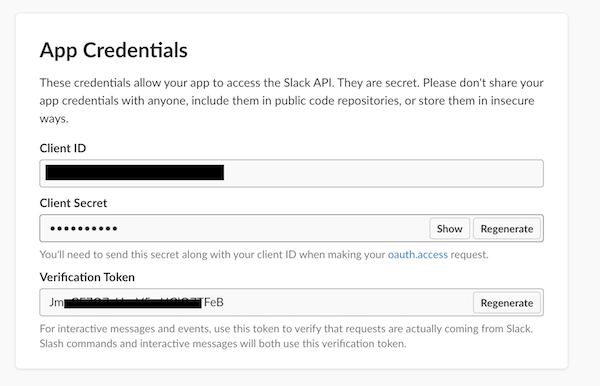 App Credentials
These credentials allow your app to access the Slack API. They are secret. Please don't share your
app credentials with anyone, include them in public code repositories, or store them in insecure
ways.
Client ID
Client Secret
•••••••••• Show Regenerate
You'll need to send this secret along with your client ID when making your oauth.access request.
Verification Token
Jm TFeB Regenerate
For interactive messages and events, use this token to verify that requests are actually coming from Slack.
Slash commands and interactive messages will both use this verification token.